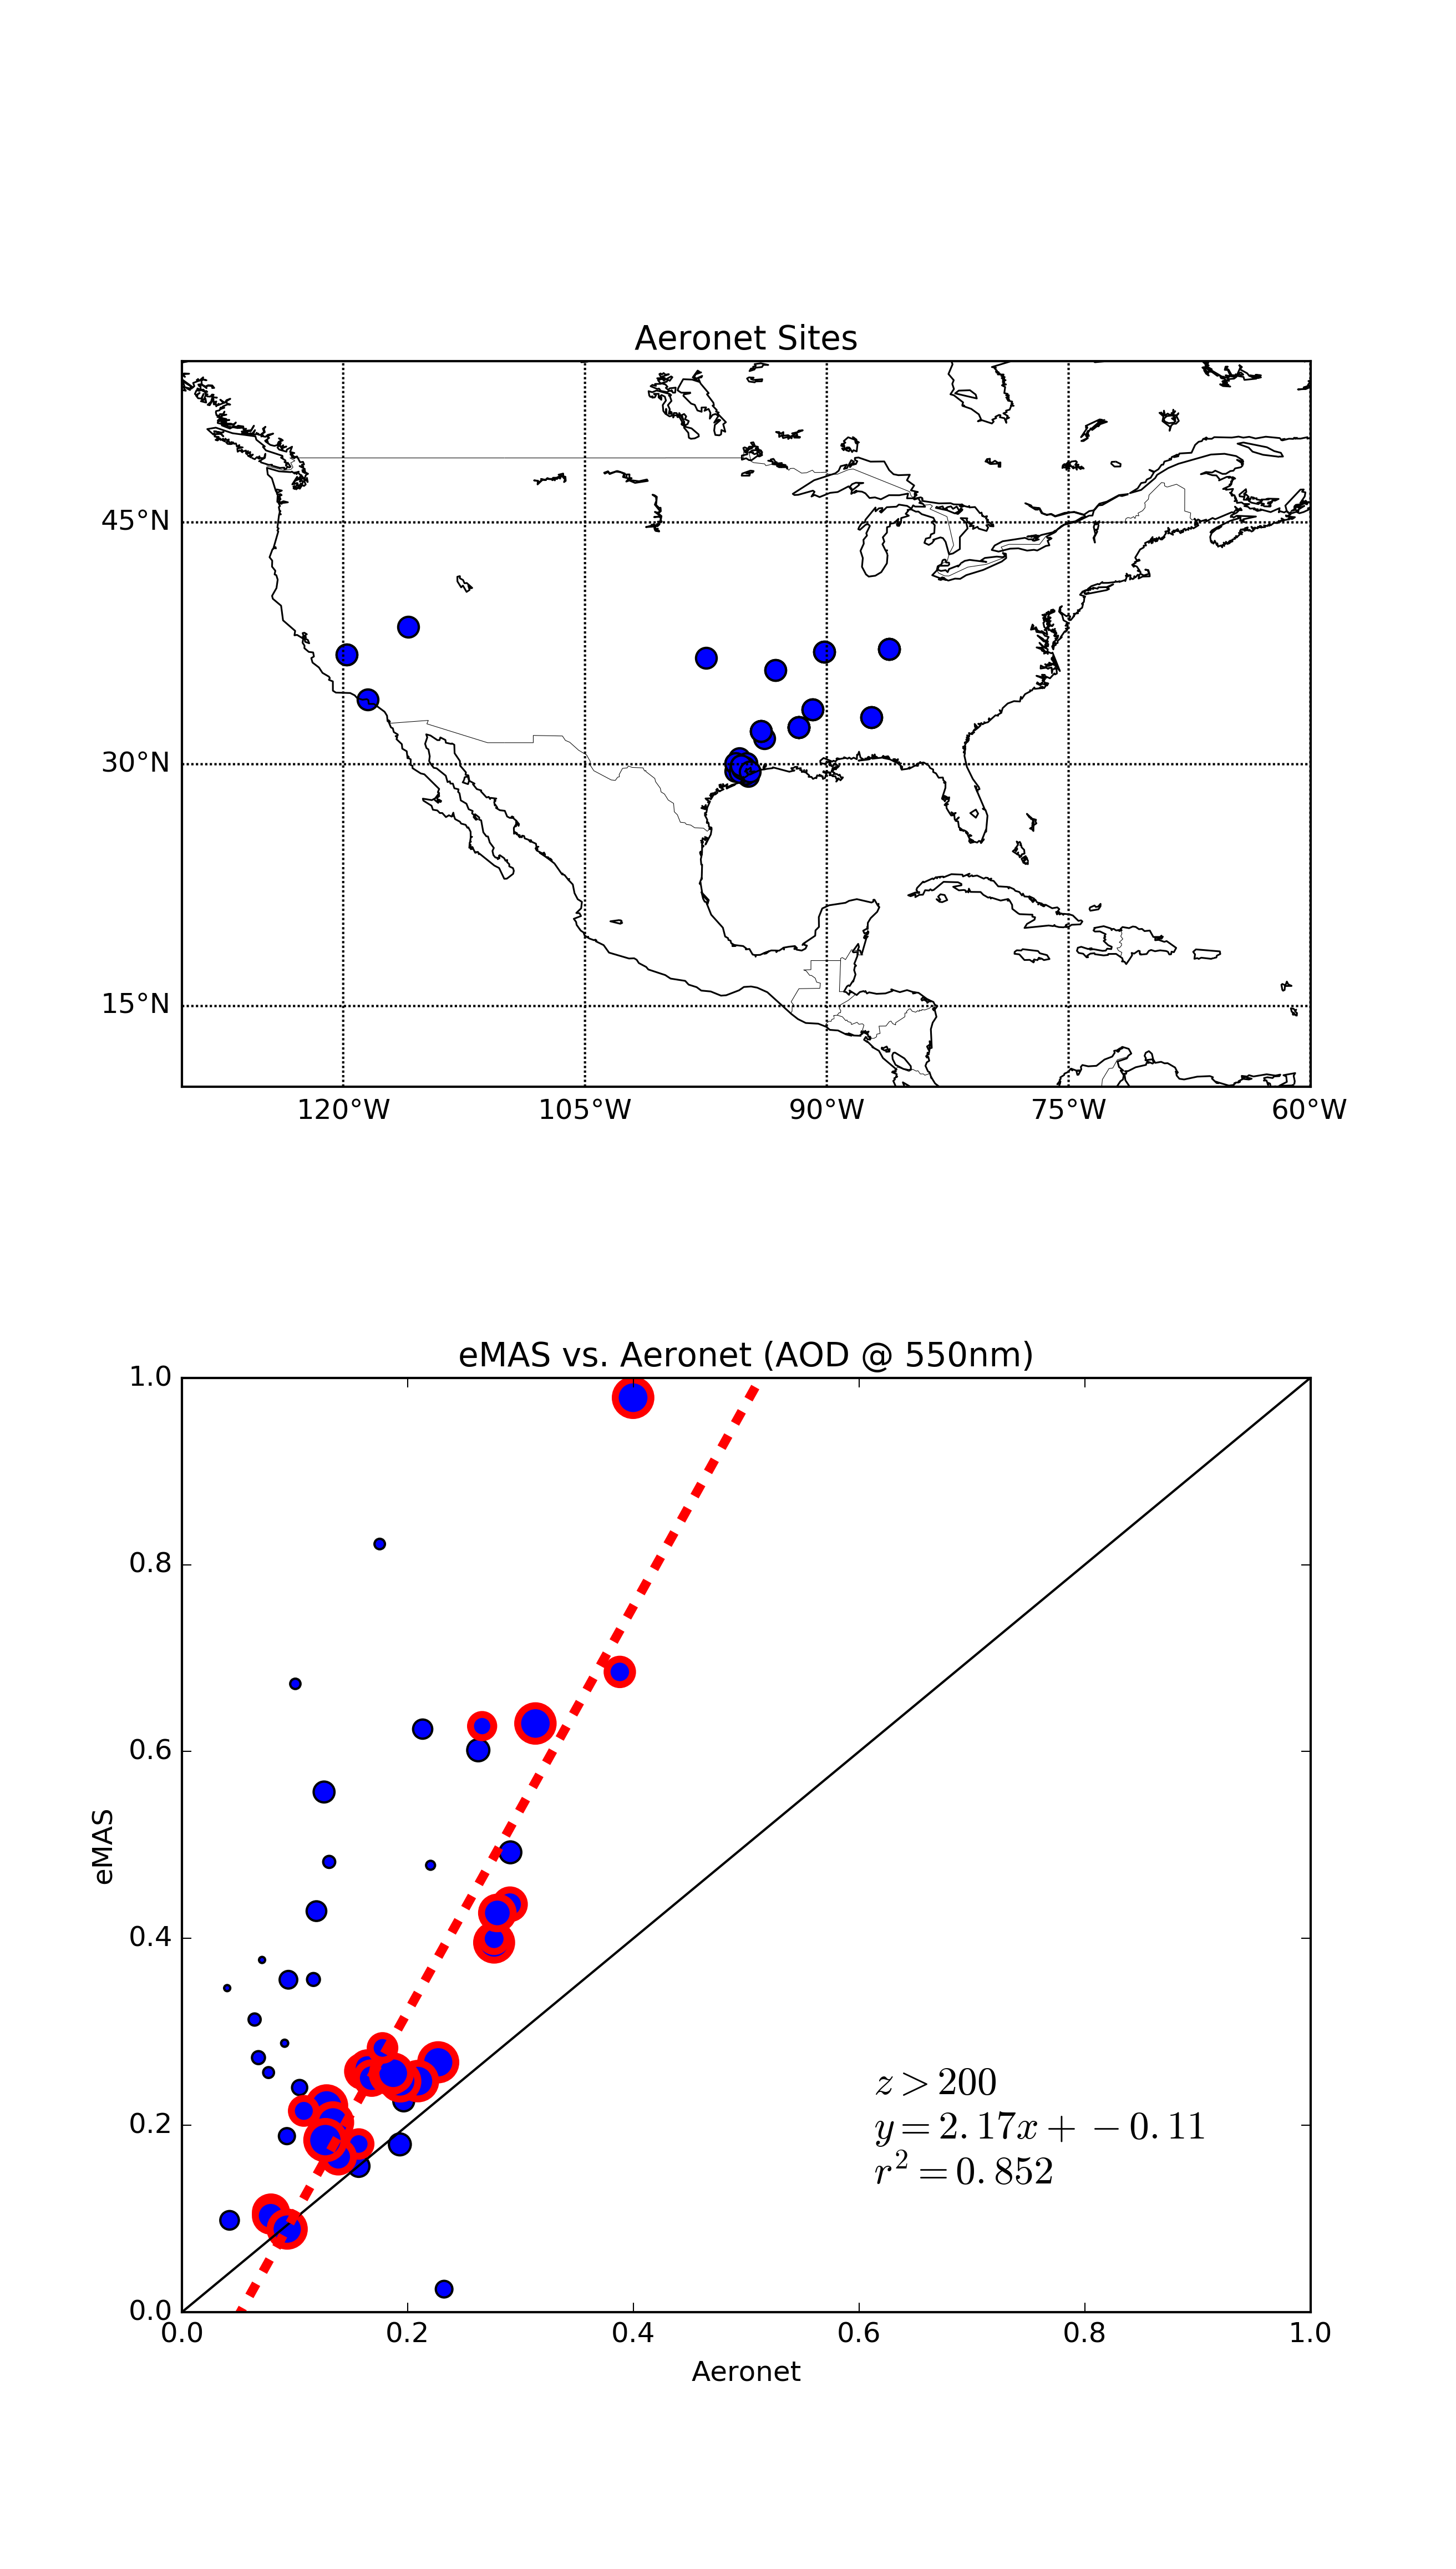 Aeronet Sites
45°N
30°N
15°N
120°W 105°W 90°W 75°W 60°W
eMAS vs. Aeronet (AOD @ 550nm)
1.0
0.8
0.6
0.4
0.2
0.0
eMAS
z > 200
y = 2.17x + −0.11
r² = 0.852
0.0 0.2 0.4 0.6 0.8 1.0
Aeronet